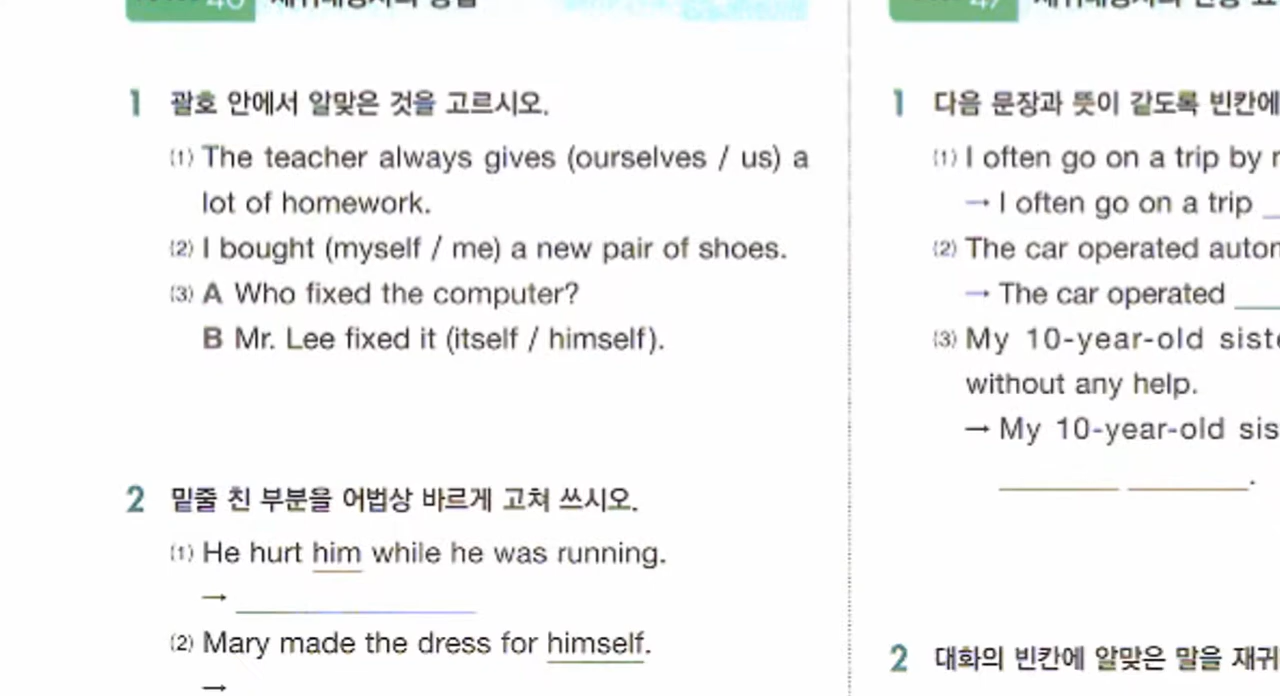 1 괄호 안에서 알맞은 것을 고르시오.
(1) The teacher always gives (ourselves / us) a
lot of homework.
(2) I bought (myself / me) a new pair of shoes.
(3) A Who fixed the computer?
B Mr. Lee fixed it (itself / himself).
2 밑줄 친 부분을 어법상 바르게 고쳐 쓰시오.
(1) He hurt him while he was running.
→
(2) Mary made the dress for himself.
→
1 다음 문장과 뜻이 같도록 빈칸에
(1) I often go on a trip by
→ I often go on a trip
(2) The car operated
→ The car operated
(3) My 10-year-old
without any help.
→ My 10-year-old
.
2 대화의 빈칸에 알맞은 말을